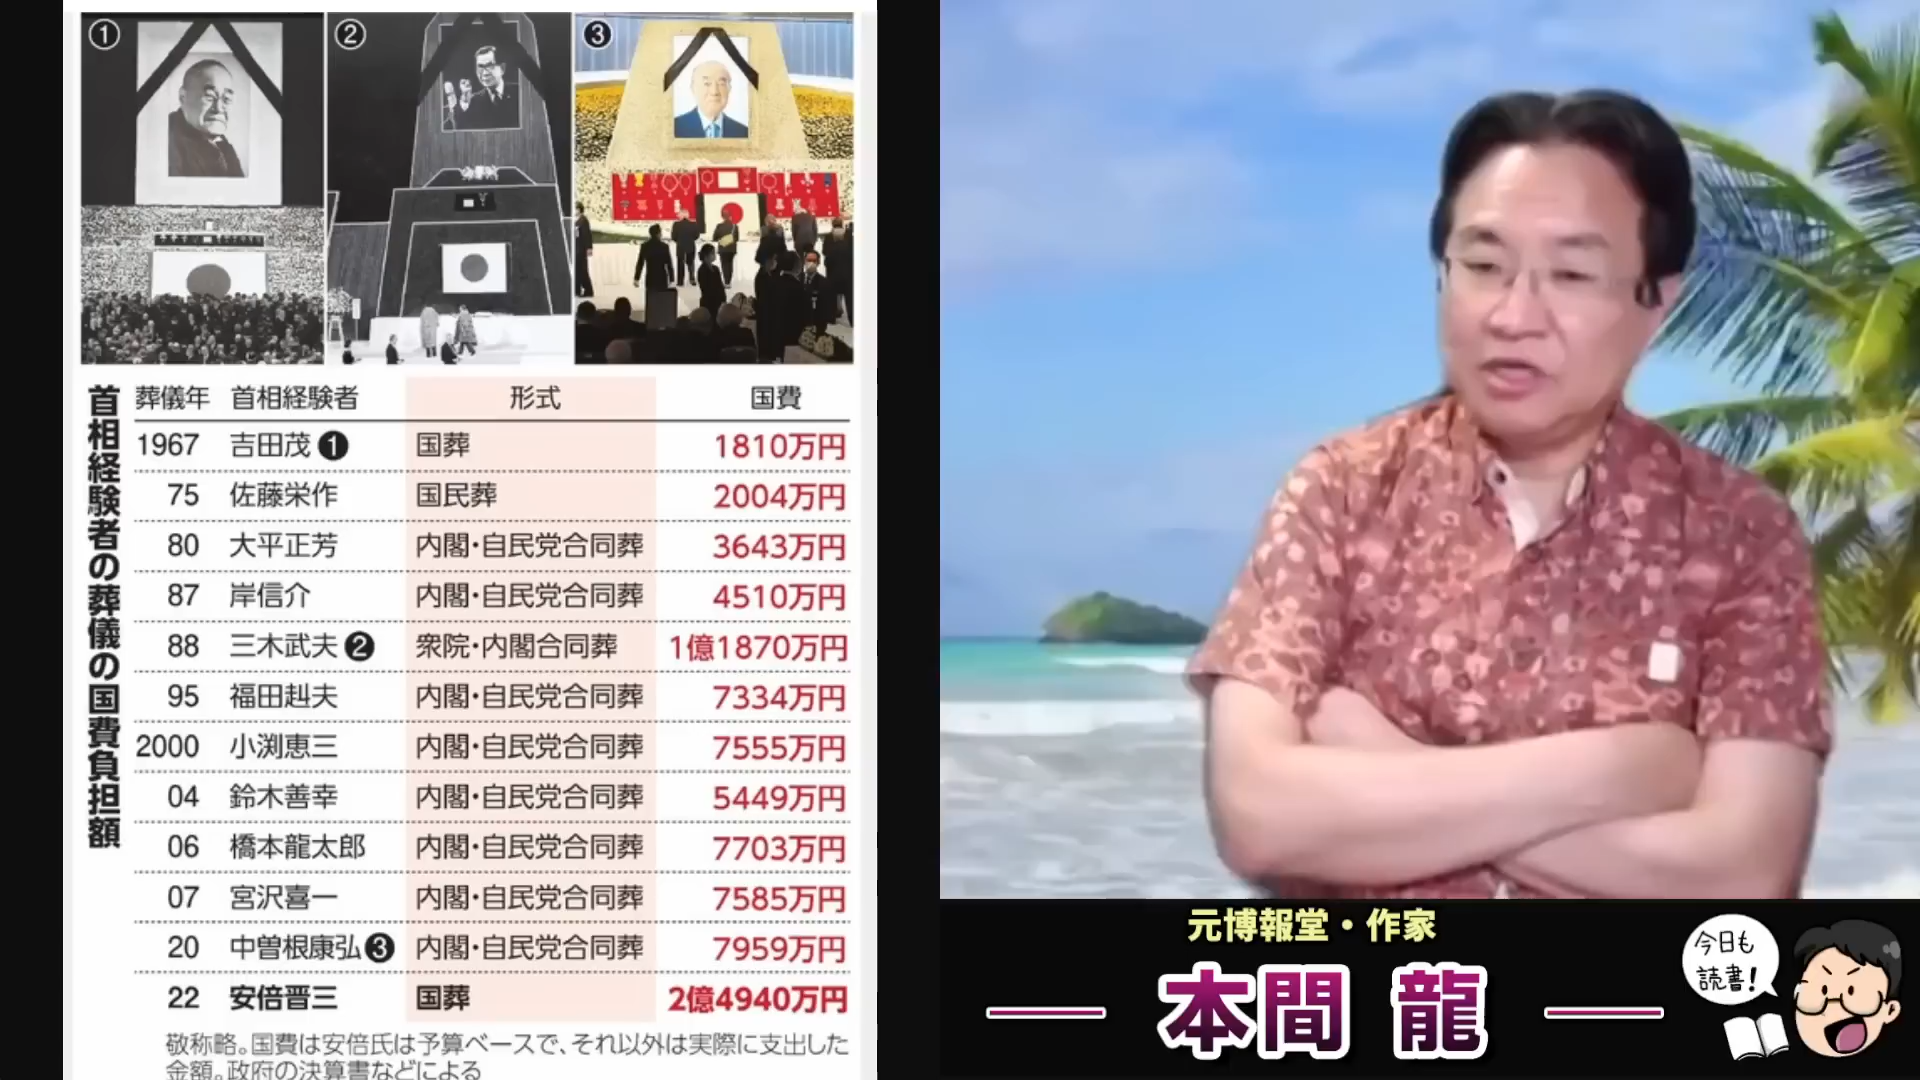 ❶ ❷ ❸
首相経験者の葬儀の国費負担額
葬儀年 首相経験者 形式 国費
1967 吉田茂❶ 国葬 1810万円
75 佐藤栄作 国民葬 2004万円
80 大平正芳 内閣・自民党合同葬 3643万円
87 岸信介 内閣・自民党合同葬 4510万円
88 三木武夫❷ 衆院・内閣合同葬 1億1870万円
95 福田赳夫 内閣・自民党合同葬 7334万円
2000 小渕恵三 内閣・自民党合同葬 7555万円
04 鈴木善幸 内閣・自民党合同葬 5449万円
06 橋本龍太郎 内閣・自民党合同葬 7703万円
07 宮沢喜一 内閣・自民党合同葬 7585万円
20 中曽根康弘❸ 内閣・自民党合同葬 7959万円
22 安倍晋三 国葬 2億4940万円
敬称略。国費は安倍氏は予算ベースで、それ以外は実際に支出した
金額。政府の決算書などによる
元博報堂・作家
本間 龍
今日も
読書!